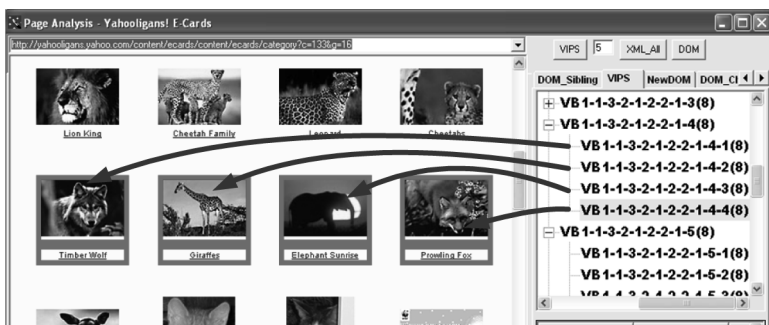 Page Analysis - Yahooligans! E-Cards
http://yahooligans.yahoo.com/content/ecards/content/ecards/category?c=133&g=16
VIPS 5 XML_All DOM
DOM_Sibling VIPS NewDOM DOM_Cl
Lion King Cheetah Family Leopard Cheetahs
Timber Wolf Giraffes Elephant Sunrise Prowling Fox
VB 1-1-3-2-1-2-2-1-3(8)
VB 1-1-3-2-1-2-2-1-4(8)
VB 1-1-3-2-1-2-2-1-4-1(8)
VB 1-1-3-2-1-2-2-1-4-2(8)
VB 1-1-3-2-1-2-2-1-4-3(8)
VB 1-1-3-2-1-2-2-1-4-4(8)
VB 1-1-3-2-1-2-2-1-5(8)
VB 1-1-3-2-1-2-2-1-5-1(8)
VB 1-1-3-2-1-2-2-1-5-2(8)